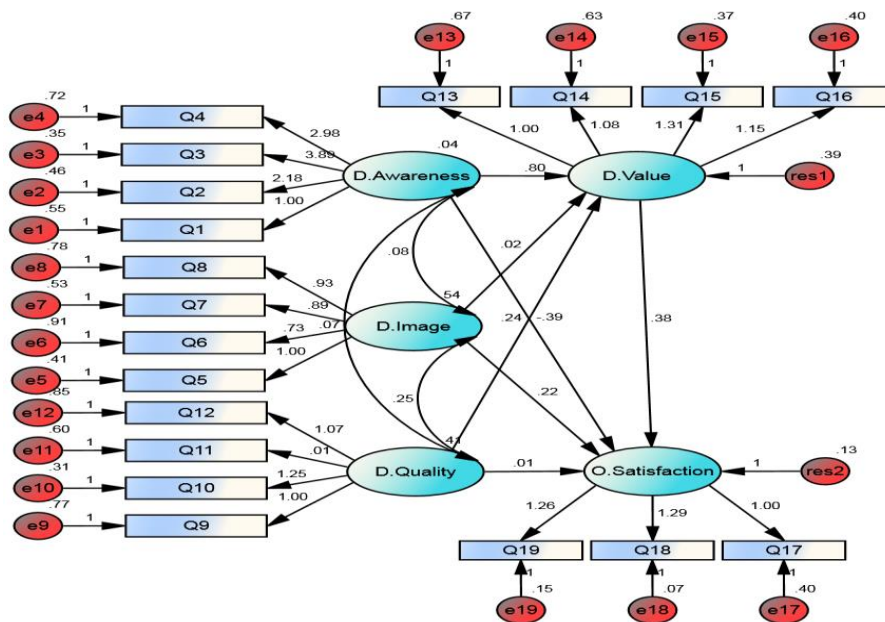 .67 .63 .37 .40
e13 e14 e15 e16
1 1 1 1
Q13 Q14 Q15 Q16
1.00 1.08 1.31 1.15
.72
e4 1 Q4
.35
e3 1 Q3
.46
e2 1 Q2
.55
e1 1 Q1
2.98
3.89
2.18
1.00
.04
D.Awareness
.80
D.Value
1
.39
res1
.78
e8 1 Q8
.53
e7 1 Q7
.91
e6 1 Q6
.41
e5 1 Q5
.93
.89
.73
1.00
.07
.08
.54
D.Image
.02
.24
-.39
.38
.22
.25
.85
e12 1 Q12
.60
e11 1 Q11
.31
e10 1 Q10
.77
e9 1 Q9
1.07
.01
1.25
1.00
.41
D.Quality
.01
O.Satisfaction
1
.13
res2
1.26 1.29 1.00
Q19 Q18 Q17
1 1 1
.15 .07 .40
e19 e18 e17